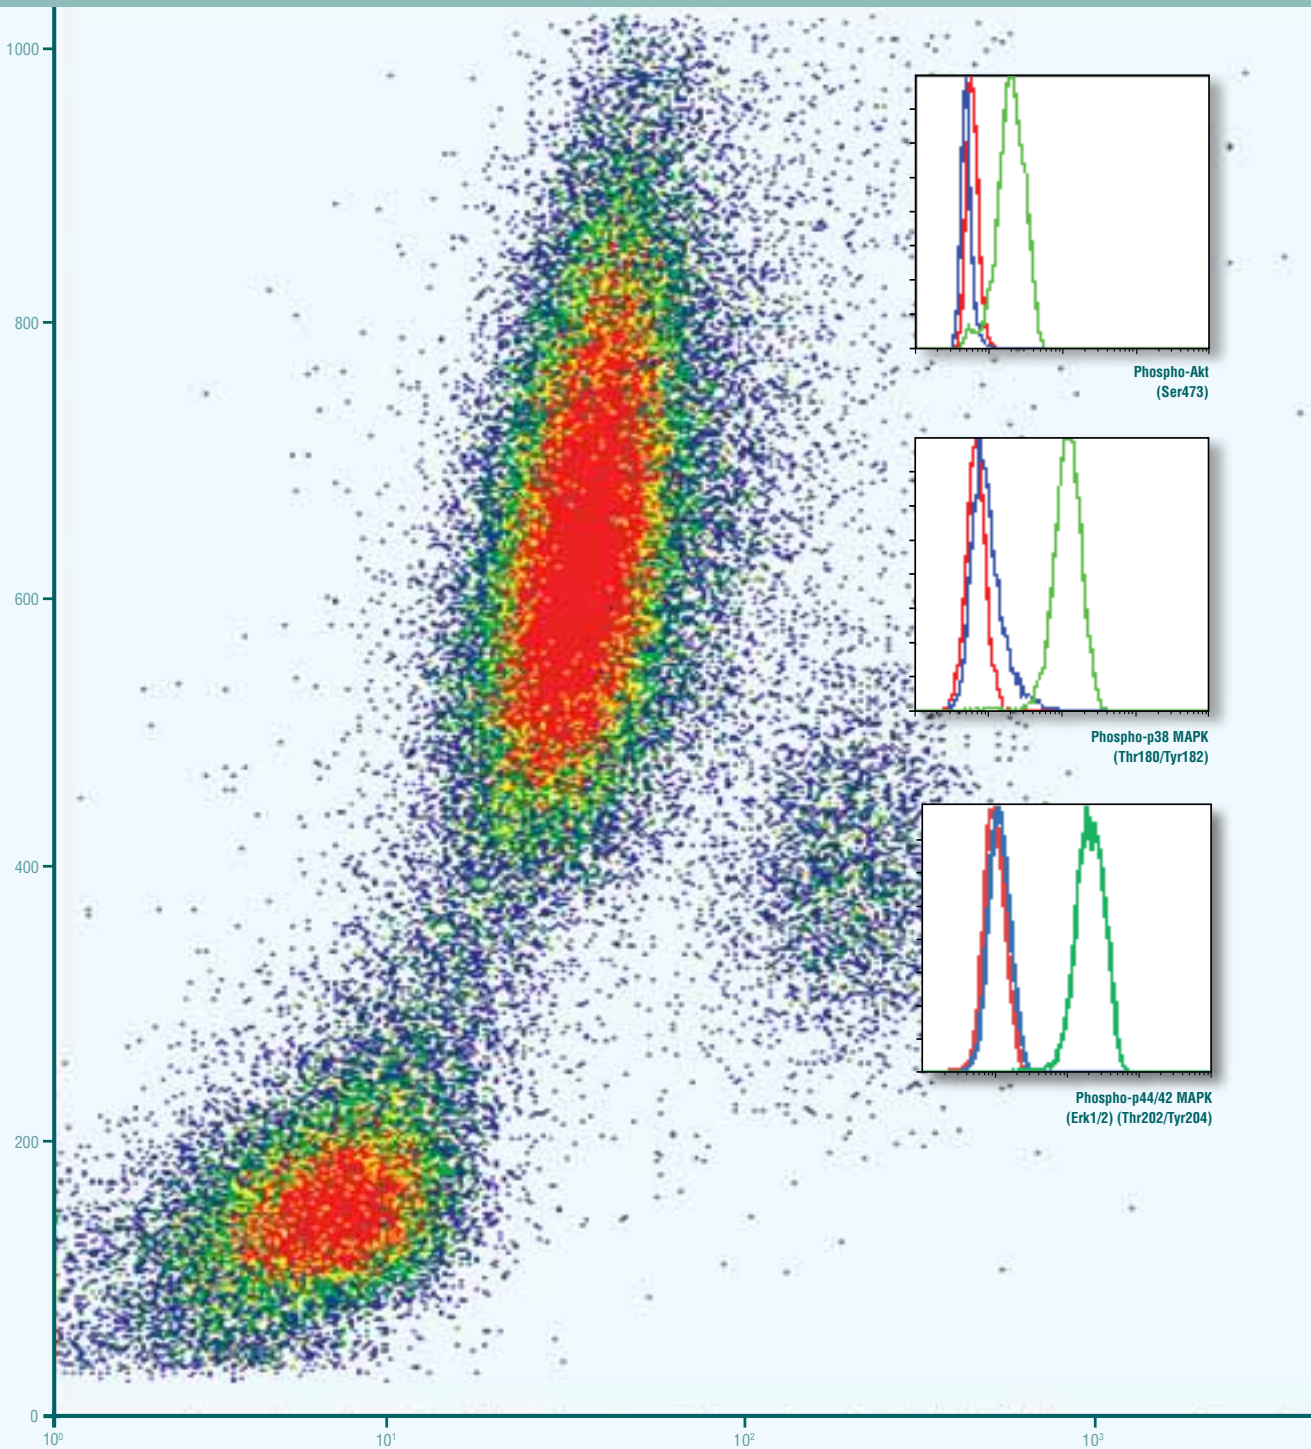 1000
800
600
400
200
0
10⁰
10¹
10²
10³
Phospho-Akt
(Ser473)
Phospho-p38 MAPK
(Thr180/Tyr182)
Phospho-p44/42 MAPK
(Erk1/2) (Thr202/Tyr204)